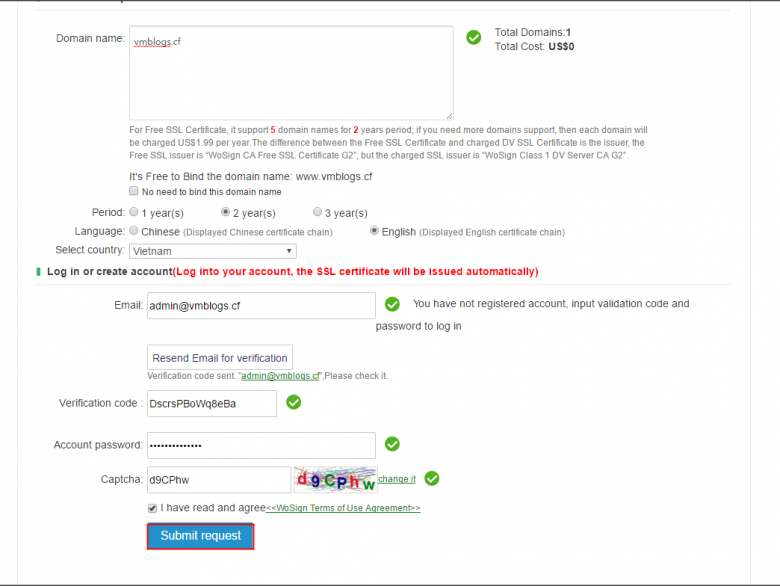 Domain name:
vmblogs.cf
Total Domains:1
Total Cost: US$0
For Free SSL Certificate, it support 5 domain names for 2 years period; if you need more domains support, then each domain will
be charged US$1.99 per year.The difference between the Free SSL Certificate and charged DV SSL Certificate is the issuer, the
Free SSL issuer is "WoSign CA Free SSL Certificate G2", but the charged SSL issuer is "WoSign Class 1 DV Server CA G2".
It's Free to Bind the domain name: www.vmblogs.cf
No need to bind this domain name
Period: 1 year(s) 2 year(s) 3 year(s)
Language: Chinese (Displayed Chinese certificate chain) English (Displayed English certificate chain)
Select country: Vietnam
Log in or create account(Log into your account, the SSL certificate will be issued automatically)
Email: admin@vmblogs.cf You have not registered account, input validation code and
password to log in
Resend Email for verification
Verification code sent. "admin@vmblogs.cf",Please check it.
Verification code : DscrsPBoWq8eBa
Account password: ••••••••••••••
Captcha: d9CPhw d9CPhw change it
I have read and agree<<WoSign Terms of Use Agreement>>
Submit request